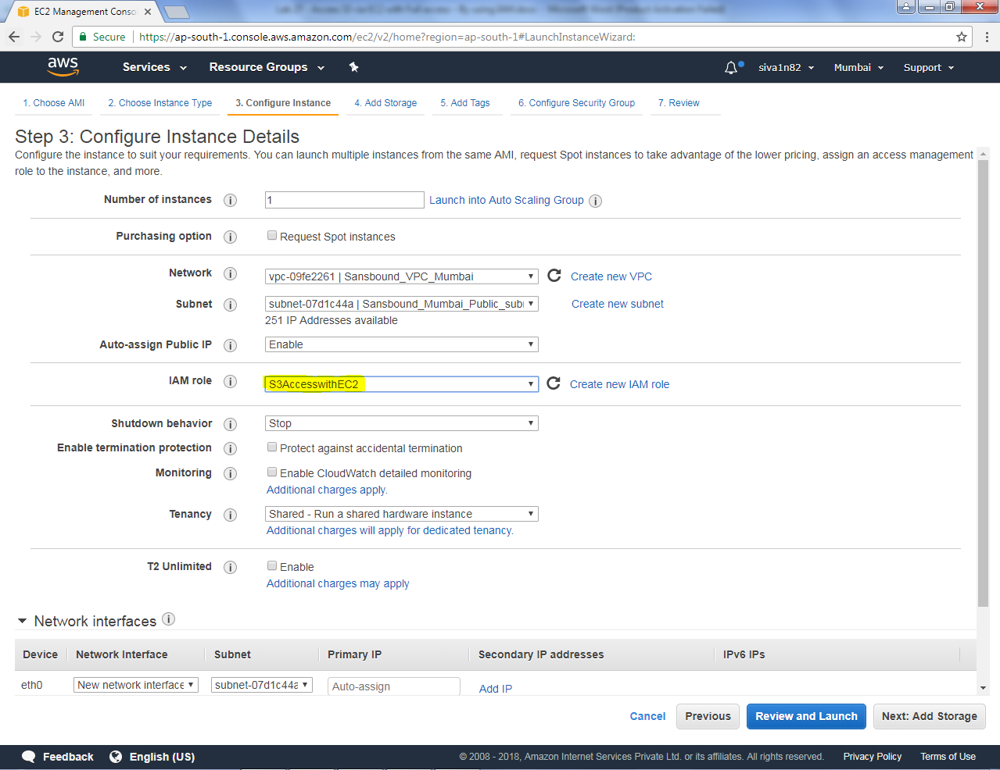 EC2 Management Conso
Secure
https://ap-south-1.console.aws.amazon.com/ec2/v2/home?region=ap-south-1#LaunchInstanceWizard:
aws Services Resource Groups siva1n82 Mumbai Support
1. Choose AMI 2. Choose Instance Type 3. Configure Instance 4. Add Storage 5. Add Tags 6. Configure Security Group 7. Review
Step 3: Configure Instance Details
Configure the instance to suit your requirements. You can launch multiple instances from the same AMI, request Spot instances to take advantage of the lower pricing, assign an access management
role to the instance, and more.
Number of instances 1 Launch into Auto Scaling Group
Purchasing option Request Spot instances
Network vpc-09fe2261 | Sansbound_VPC_Mumbai Create new VPC
Subnet subnet-07d1c44a | Sansbound_Mumbai_Public_sub Create new subnet
251 IP Addresses available
Auto-assign Public IP Enable
IAM role S3AccesswithEC2 Create new IAM role
Shutdown behavior Stop
Enable termination protection Protect against accidental termination
Monitoring Enable CloudWatch detailed monitoring
Additional charges apply.
Tenancy Shared - Run a shared hardware instance
Additional charges will apply for dedicated tenancy.
T2 Unlimited Enable
Additional charges may apply
Network interfaces
Device Network Interface Subnet Primary IP Secondary IP addresses IPv6 IPs
eth0 New network interface subnet-07d1c44a Auto-assign Add IP
Cancel Previous Review and Launch Next: Add Storage
Feedback English (US) © 2008 - 2018, Amazon Internet Services Private Ltd. or its affiliates. All rights reserved. Privacy Policy Terms of Use